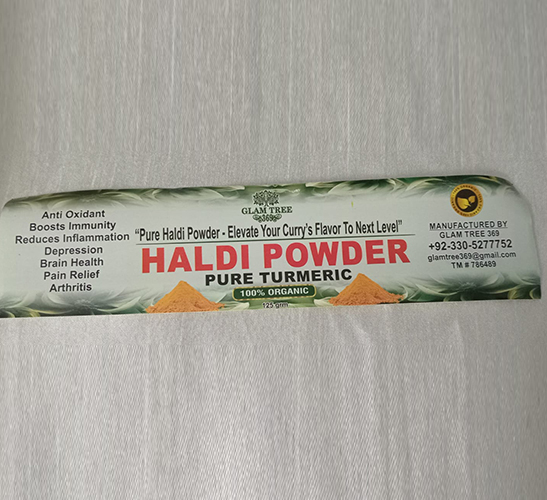 Anti Oxidant
Boosts Immunity
Reduces Inflammation
Depression
Brain Health
Pain Relief
Arthritis
GLAM TREE
369
"Pure Haldi Powder - Elevate Your Curry's Flavor To Next Level"
HALDI POWDER
PURE TURMERIC
100% ORGANIC
125 grm
MANUFACTURED BY
GLAM TREE 369
+92-330-5277752
glamtree369@gmail.com
TM # 786489